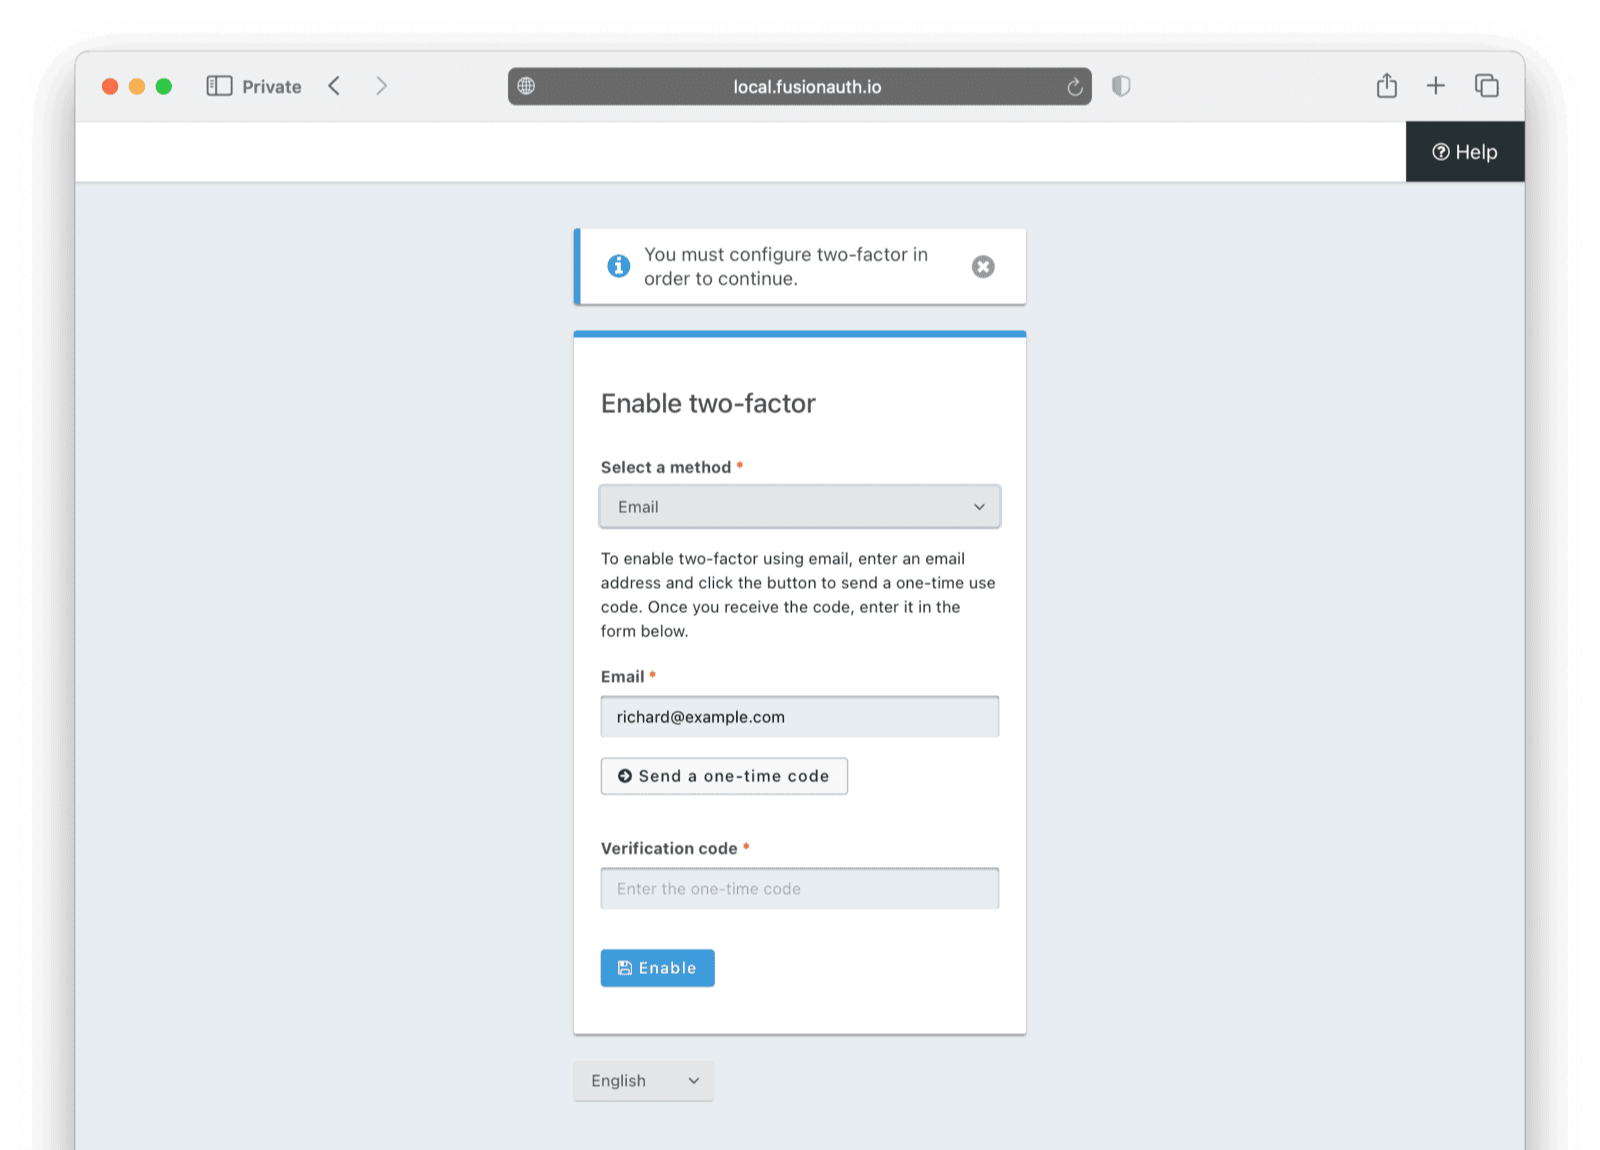 Private
local.fusionauth.io
Help
You must configure two-factor in
order to continue.
Enable two-factor
Select a method *
Email
To enable two-factor using email, enter an email
address and click the button to send a one-time use
code. Once you receive the code, enter it in the
form below.
Email *
richard@example.com
Send a one-time code
Verification code *
Enter the one-time code
Enable
English